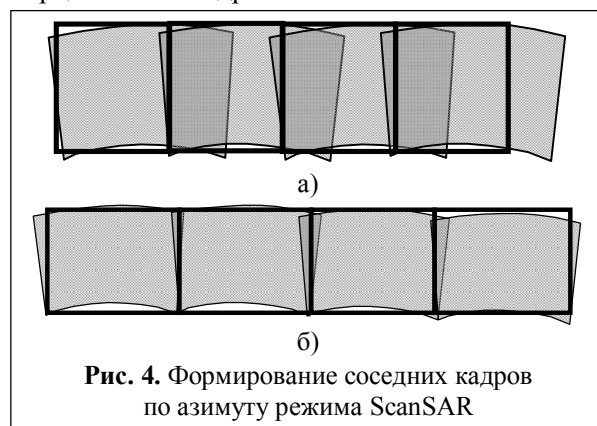 а)
б)
Рис. 4. Формирование соседних кадров
по азимуту режима ScanSAR